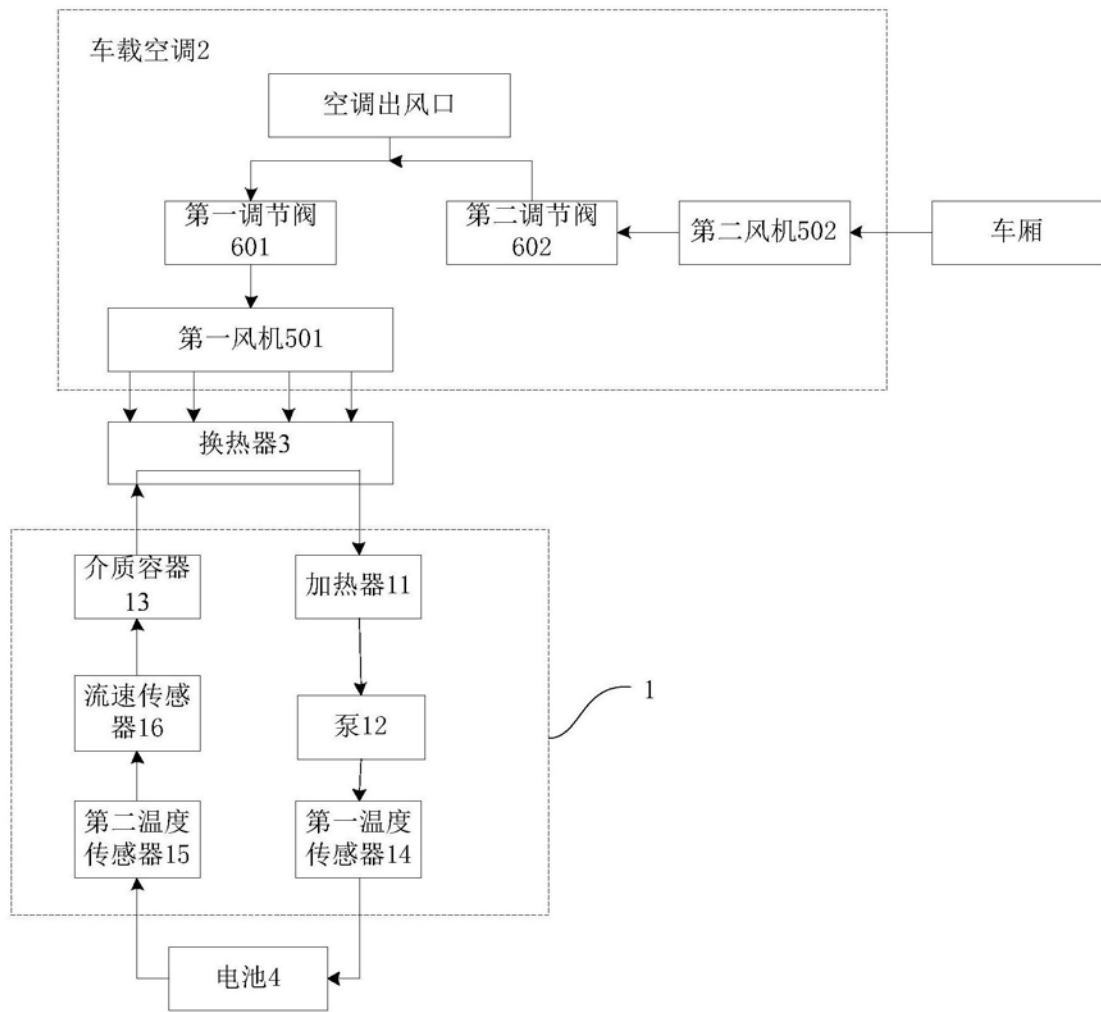 车载空调2
空调出风口
第一调节阀
601
第二调节阀
602
第二风机502
车厢
第一风机501
换热器3
介质容器
13
加热器11
流速传感
器16
泵12
1
第二温度
传感器15
第一温度
传感器14
电池4